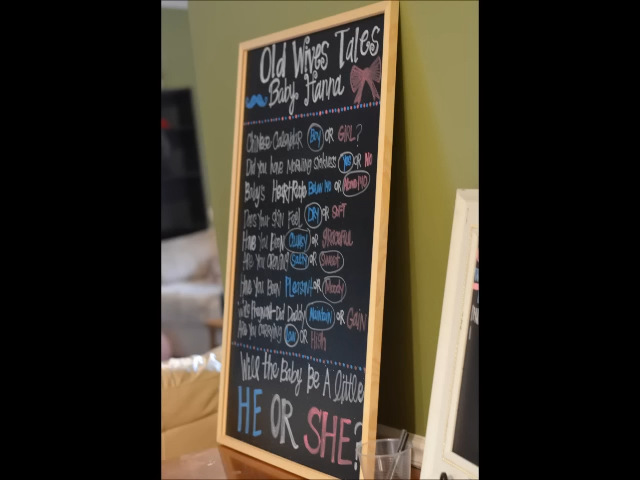 Old Wives Tales
Baby Hanna
Chinese Calendar Boy OR GIRL?
Did you have Morning Sickness Yes OR No
Baby's Heart Rate Below 140 OR Above 140
Does Your Skin Feel DRY OR SOFT
Have You Been Clumsy OR graceful
Are You Craving Salty OR Sweet
Have You Been Pleasant OR Moody
Pregnant-Did Daddy Maintain OR Gain
Are You Carrying Low OR High
Will the Baby Be A little
HE OR SHE?